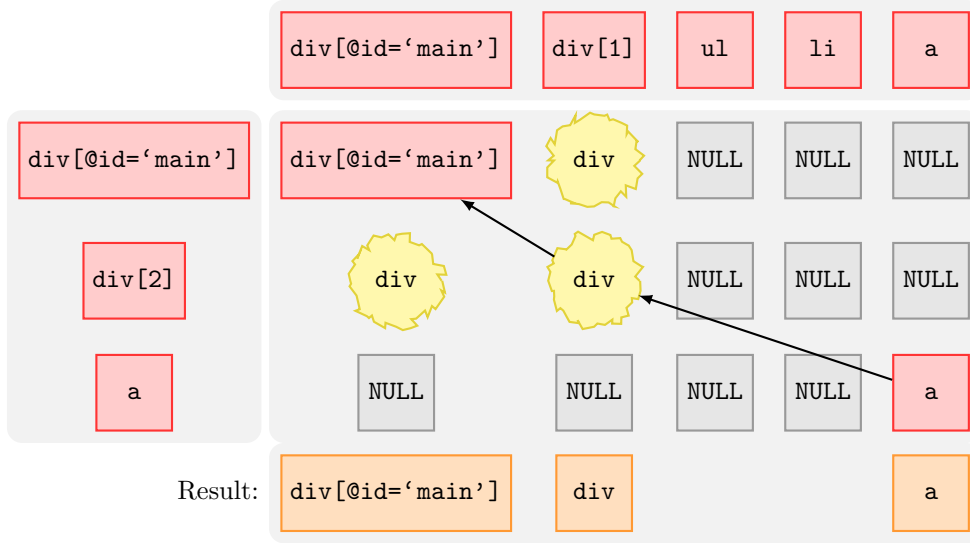 div[@id=‘main’] div[1] ul li a
div[@id=‘main’] div[@id=‘main’] div NULL NULL NULL
div[2] div div NULL NULL NULL
a NULL NULL NULL NULL a
Result: div[@id=‘main’] div a